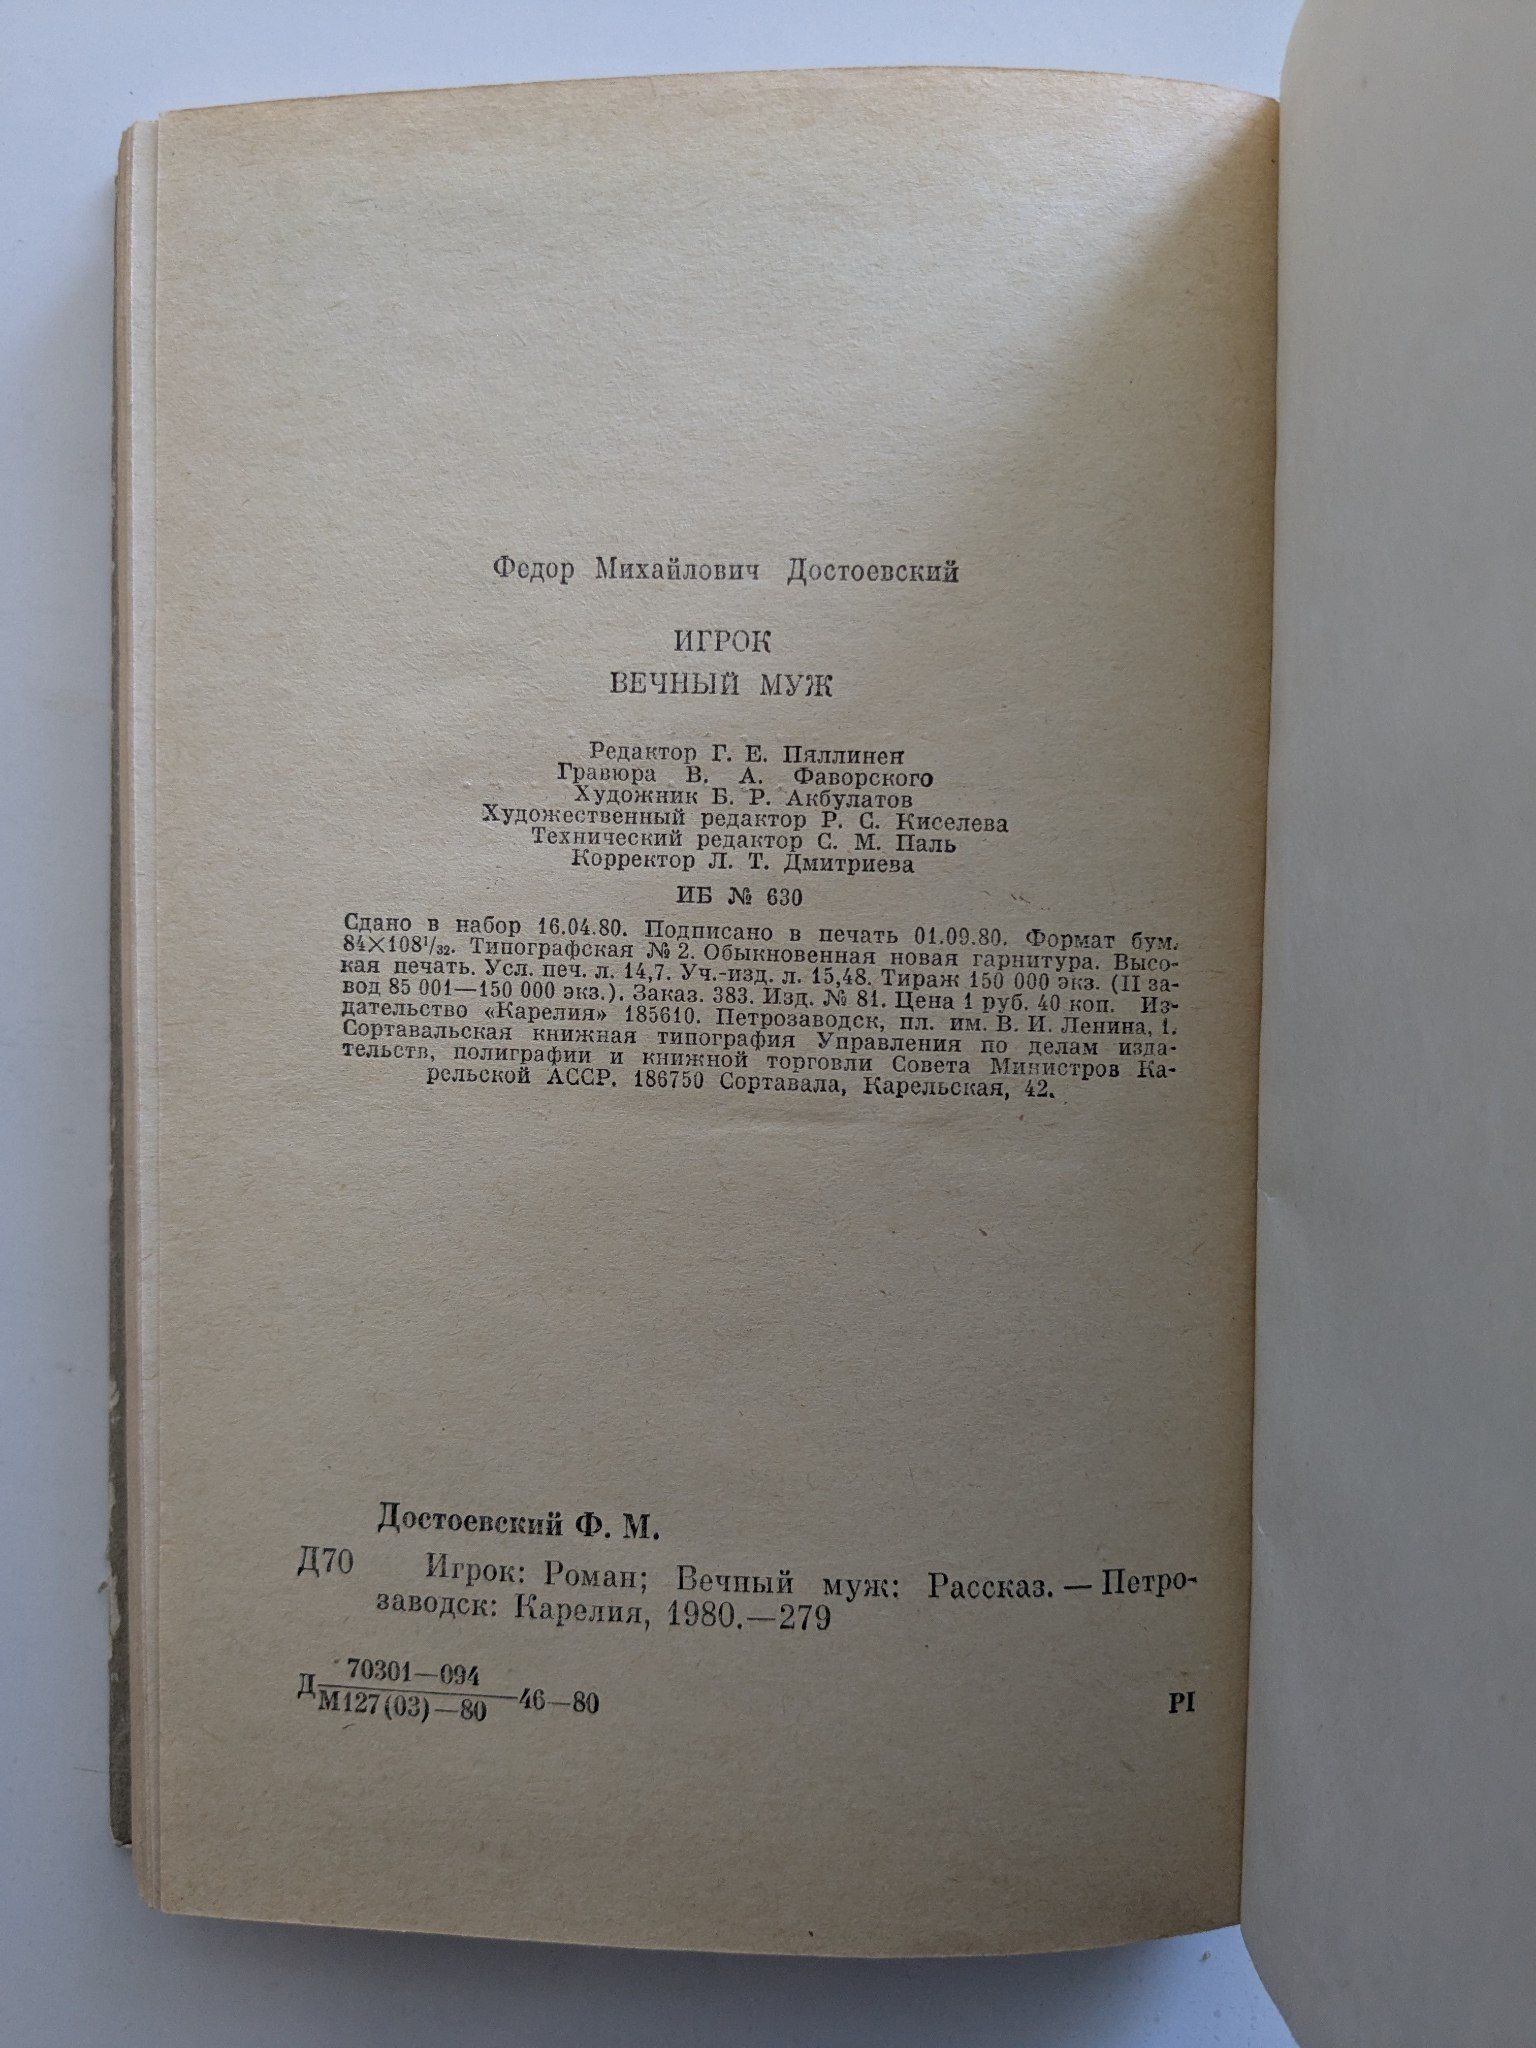 Федор Михайлович Достоевский
ИГРОК
ВЕЧНЫЙ МУЖ
Редактор Г. Е. Пяллинен
Гравюра В. А. Фаворского
Художник Б. Р. Акбулатов
Художественный редактор Р. С. Киселева
Технический редактор С. М. Паль
Корректор Л. Т. Дмитриева
ИБ № 630
Сдано в набор 16.04.80. Подписано в печать 01.09.80. Формат бум.
84×108¹/₃₂. Типографская № 2. Обыкновенная новая гарнитура. Высо-
кая печать. Усл. печ. л. 14,7. Уч.-изд. л. 15,48. Тираж 150 000 экз. (II за-
вод 85 001—150 000 экз.). Заказ. 383. Изд. № 81. Цена 1 руб. 40 коп. Из-
дательство «Карелия» 185610. Петрозаводск, пл. им. В. И. Ленина, 1.
Сортавальская книжная типография Управления по делам изда-
тельств, полиграфии и книжной торговли Совета Министров Ка-
рельской АССР. 186750 Сортавала, Карельская, 42.
Достоевский Ф. М.
Д70 Игрок: Роман; Вечный муж: Рассказ. — Петро-
заводск: Карелия, 1980.—279
70301—094
Д М127(03)—80 —46—80
РI